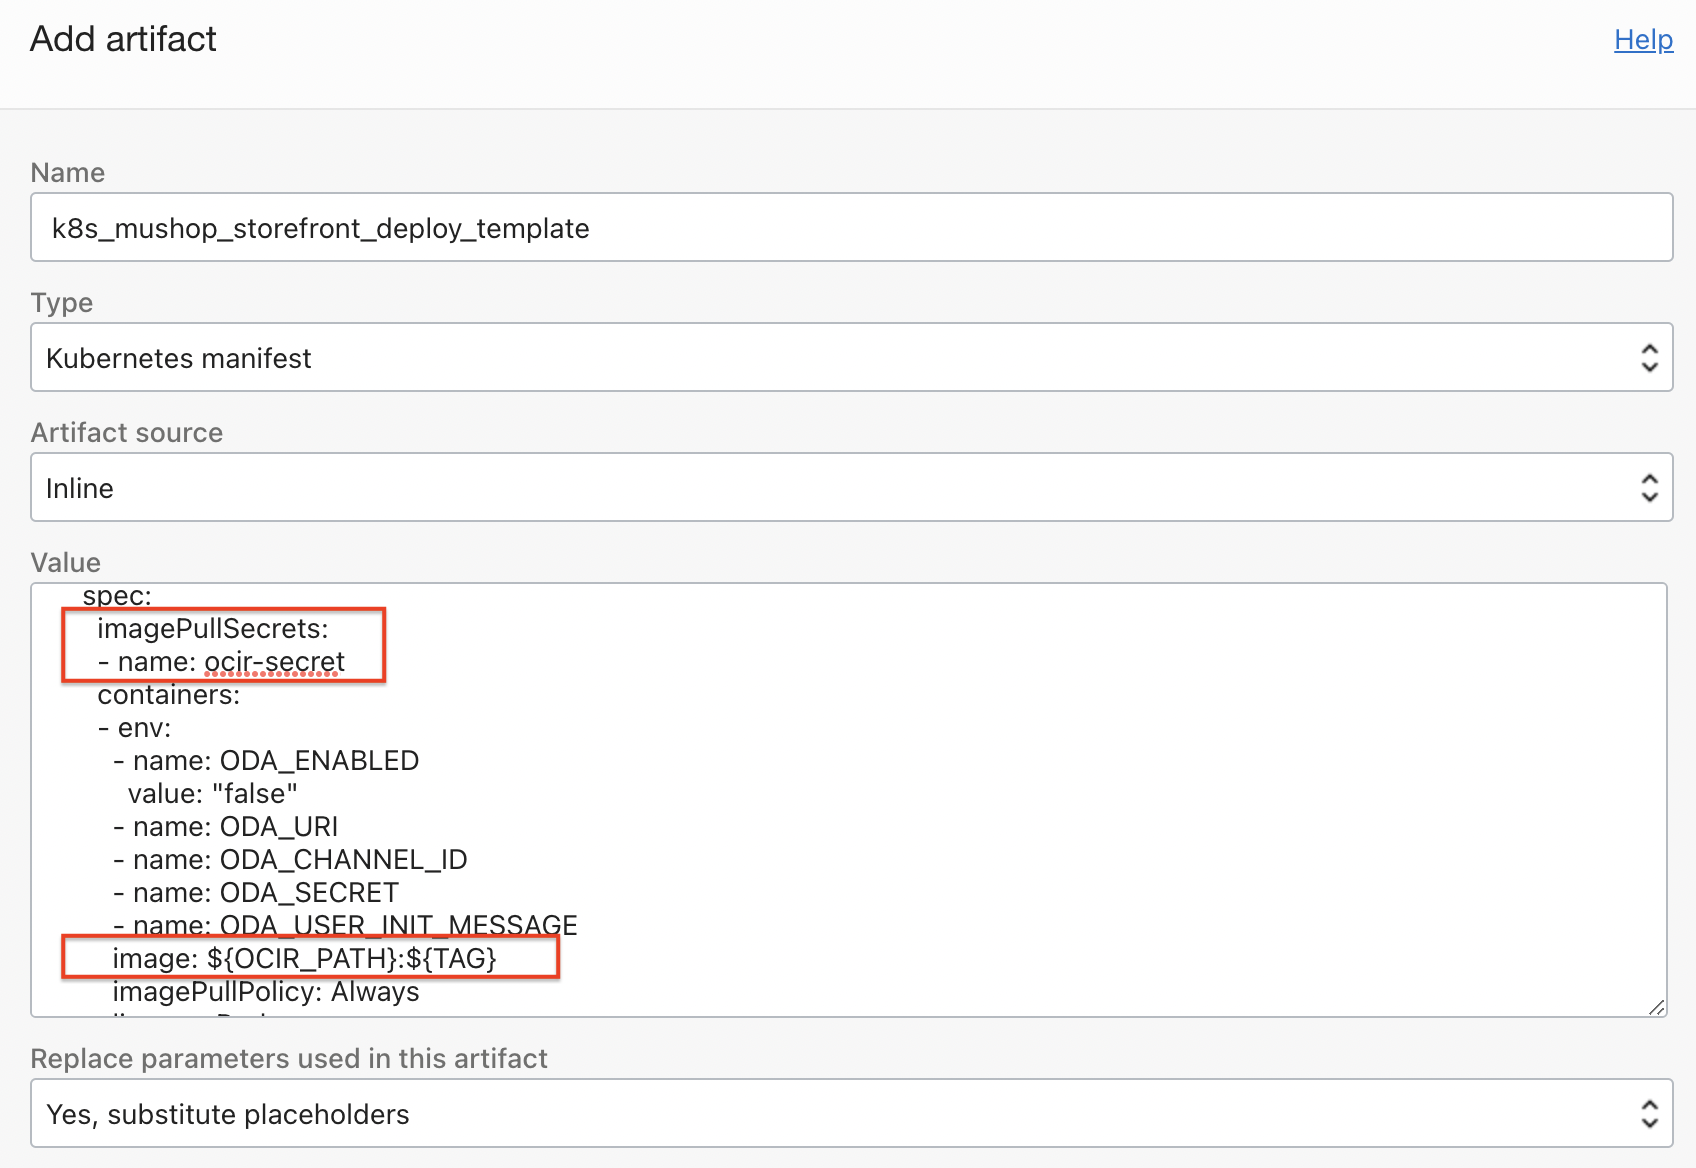 Add artifact
Help
Name
k8s_mushop_storefront_deploy_template
Type
Kubernetes manifest
Artifact source
Inline
Value
spec:
imagePullSecrets:
- name: ocir-secret
containers:
- env:
- name: ODA_ENABLED
value: "false"
- name: ODA_URI
- name: ODA_CHANNEL_ID
- name: ODA_SECRET
- name: ODA_USER_INIT_MESSAGE
image: ${OCIR_PATH}:${TAG}
imagePullPolicy: Always
Replace parameters used in this artifact
Yes, substitute placeholders